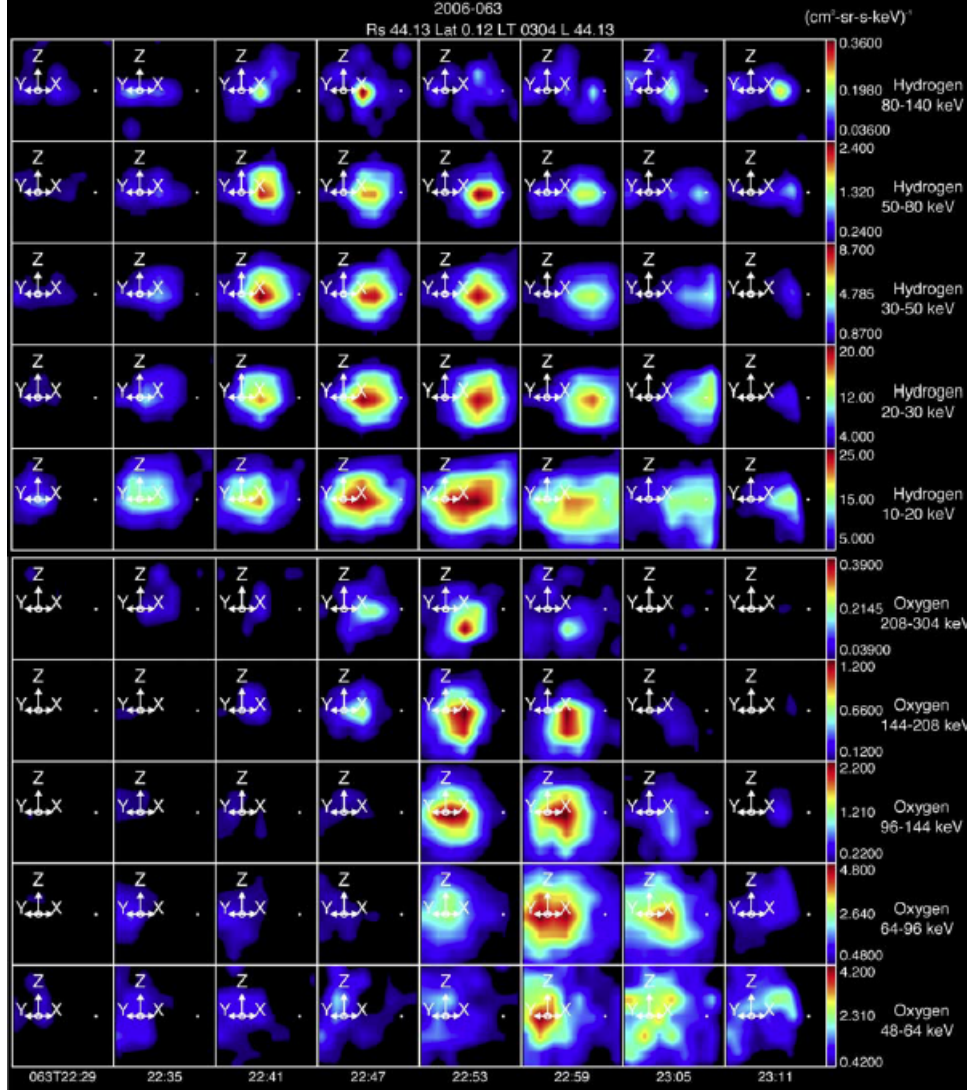 2006-063
Rs 44.13 Lat 0.12 LT 0304 L 44.13
(cm²-sr-s-keV)⁻¹
Z Z Z Z Z Z Z Z
Y X Y X Y X Y X Y X Y X Y X Y X
0.3600
0.1980
0.03600
Hydrogen
80-140 keV
Z Z Z Z Z Z Z Z
Y X Y X Y X Y X Y X Y X Y X Y X
2.400
1.320
0.2400
Hydrogen
50-80 keV
Z Z Z Z Z Z Z Z
Y X Y X Y X Y X Y X Y X Y X Y X
8.700
4.785
0.8700
Hydrogen
30-50 keV
Z Z Z Z Z Z Z Z
Y X Y X Y X Y X Y X Y X Y X Y X
20.00
12.00
4.000
Hydrogen
20-30 keV
Z Z Z Z Z Z Z Z
Y X Y X Y X Y X Y X Y X Y X Y X
25.00
15.00
5.000
Hydrogen
10-20 keV
Z Z Z Z Z Z Z Z
Y X Y X Y X Y X Y X Y X Y X Y X
0.3900
0.2145
0.03900
Oxygen
208-304 keV
Z Z Z Z Z Z Z Z
Y X Y X Y X Y X Y X Y X Y X Y X
1.200
0.6600
0.1200
Oxygen
144-208 keV
Z Z Z Z Z Z Z Z
Y X Y X Y X Y X Y X Y X Y X Y X
2.200
1.210
0.2200
Oxygen
96-144 keV
Z Z Z Z Z Z Z Z
Y X Y X Y X Y X Y X Y X Y X Y X
4.800
2.640
0.4800
Oxygen
64-96 keV
Z Z Z Z Z Z Z Z
Y X Y X Y X Y X Y X Y X Y X Y X
4.200
2.310
0.4200
Oxygen
48-64 keV
063T22:29 22:35 22:41 22:47 22:53 22:59 23:05 23:11